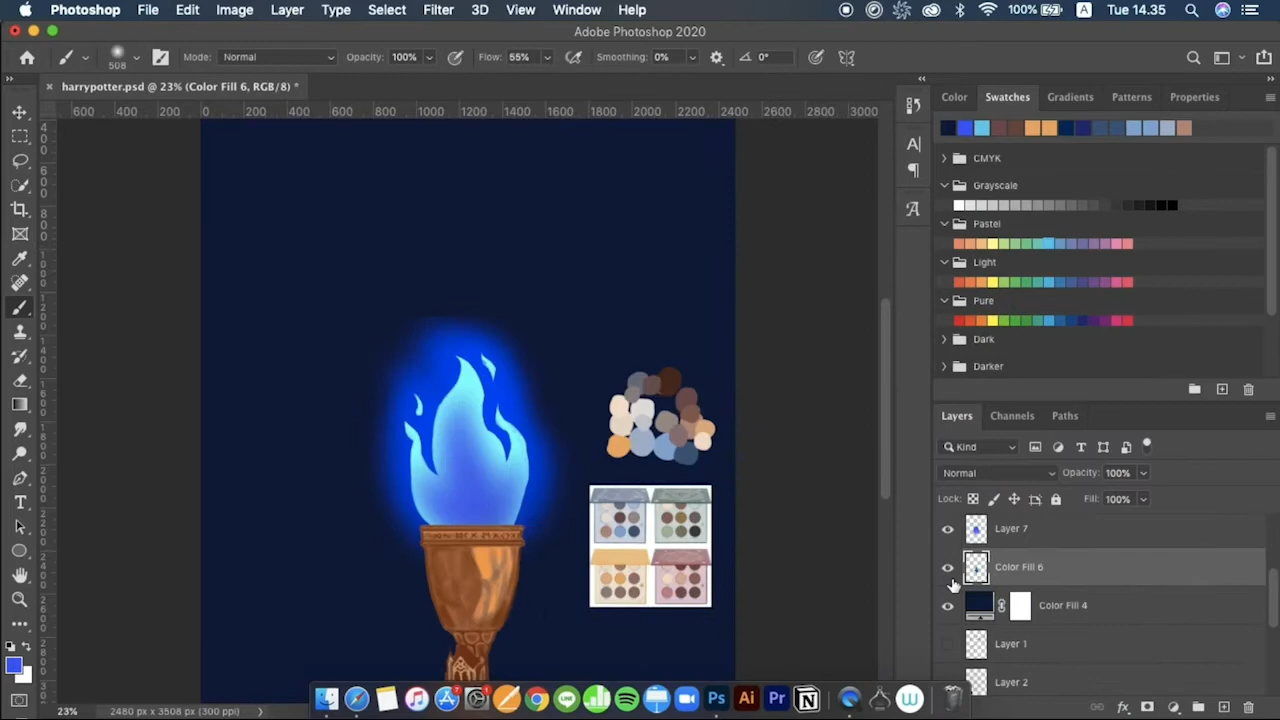 Photoshop File Edit Image Layer Type Select Filter 3D View Window Help 100% A Tue 14.35
Adobe Photoshop 2020
508 Mode: Normal Opacity: 100% Flow: 55% Smoothing: 0% 0°
harrypotter.psd @ 23% (Color Fill 6, RGB/8) *
600 400 200 0 200 400 600 800 1000 1200 1400 1600 1800 2000 2200 2400 2600 2800 3000
Color Swatches Gradients Patterns Properties
CMYK
Grayscale
Pastel
Light
Pure
Dark
Darker
Layers Channels Paths
Kind
Normal Opacity: 100%
Lock: Fill: 100%
Layer 7
Color Fill 6
Color Fill 4
Layer 1
Layer 2
23% 2480 px x 3508 px (300 ppi)